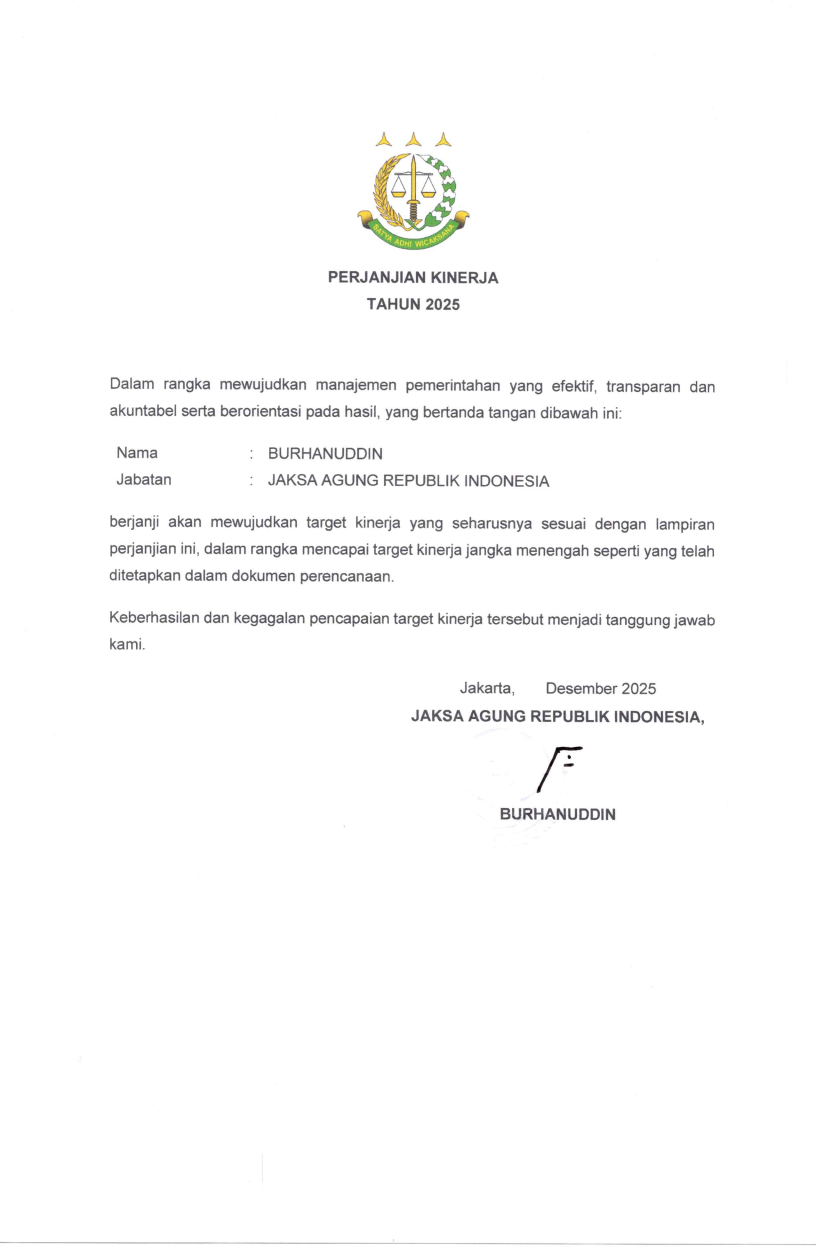 SATYA ADHI WICAKSANA
PERJANJIAN KINERJA
TAHUN 2025
Dalam rangka mewujudkan manajemen pemerintahan yang efektif, transparan dan
akuntabel serta berorientasi pada hasil, yang bertanda tangan dibawah ini:
Nama : BURHANUDDIN
Jabatan : JAKSA AGUNG REPUBLIK INDONESIA
berjanji akan mewujudkan target kinerja yang seharusnya sesuai dengan lampiran
perjanjian ini, dalam rangka mencapai target kinerja jangka menengah seperti yang telah
ditetapkan dalam dokumen perencanaan.
Keberhasilan dan kegagalan pencapaian target kinerja tersebut menjadi tanggung jawab
kami.
Jakarta, Desember 2025
JAKSA AGUNG REPUBLIK INDONESIA,
BURHANUDDIN